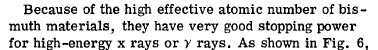 Because of the high effective atomic number of bis-
muth materials, they have very good stopping power
for high-energy x rays or γ rays. As shown in Fig. 6,